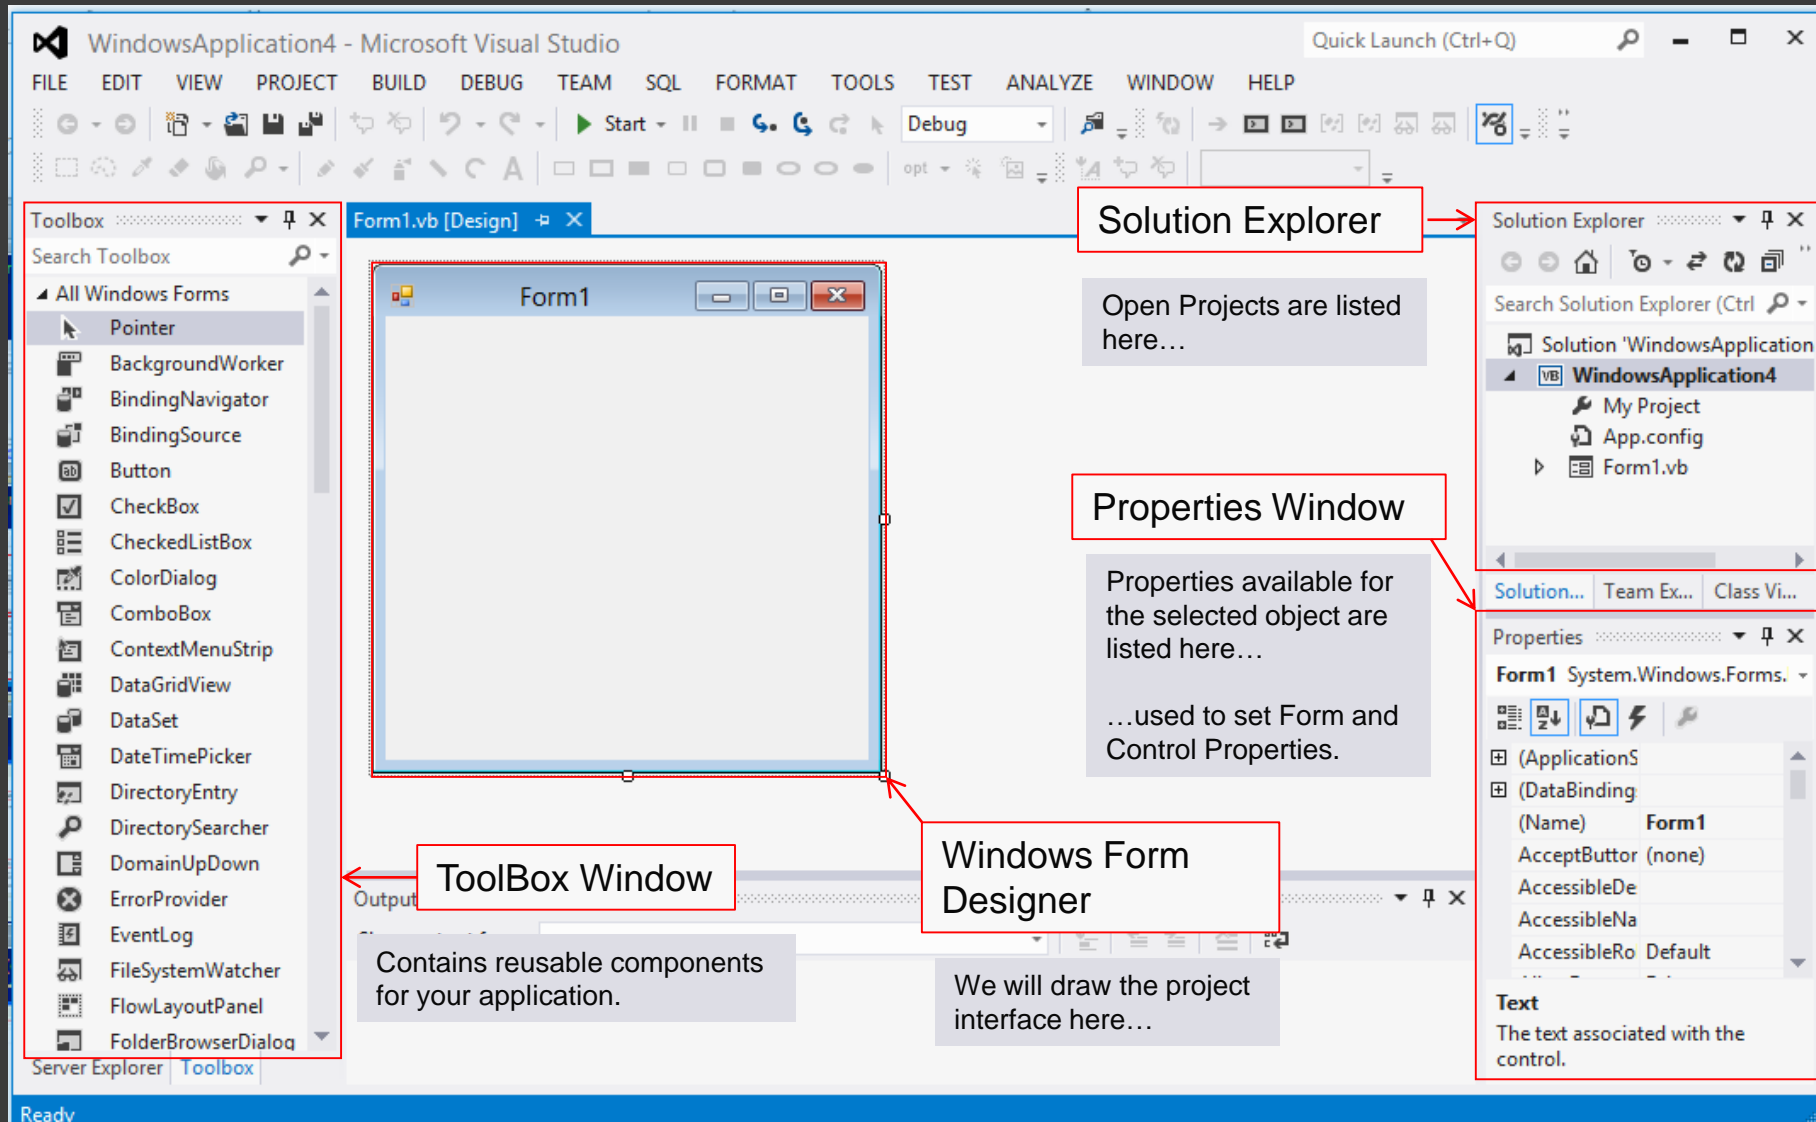 WindowsApplication4 - Microsoft Visual Studio
Quick Launch (Ctrl+Q)
FILE EDIT VIEW PROJECT BUILD DEBUG TEAM SQL FORMAT TOOLS TEST ANALYZE WINDOW HELP
Start
Debug
opt
Toolbox
Search Toolbox
All Windows Forms
Pointer
BackgroundWorker
BindingNavigator
BindingSource
Button
CheckBox
CheckedListBox
ColorDialog
ComboBox
ContextMenuStrip
DataGridView
DataSet
DateTimePicker
DirectoryEntry
DirectorySearcher
DomainUpDown
ErrorProvider
EventLog
FileSystemWatcher
FlowLayoutPanel
FolderBrowserDialog
Server Explorer Toolbox
Form1.vb [Design]
Form1
Solution Explorer
Open Projects are listed
here…
Properties Window
Properties available for
the selected object are
listed here…
…used to set Form and
Control Properties.
ToolBox Window
Contains reusable components
for your application.
Windows Form
Designer
We will draw the project
interface here…
Output
Solution Explorer
Search Solution Explorer (Ctrl
Solution 'WindowsApplication
WindowsApplication4
My Project
App.config
Form1.vb
Solution... Team Ex... Class Vi...
Properties
Form1 System.Windows.Forms.
(ApplicationS
(DataBinding
(Name) Form1
AcceptButtor (none)
AccessibleDe
AccessibleNa
AccessibleRo Default
Text
The text associated with the
control.
Ready